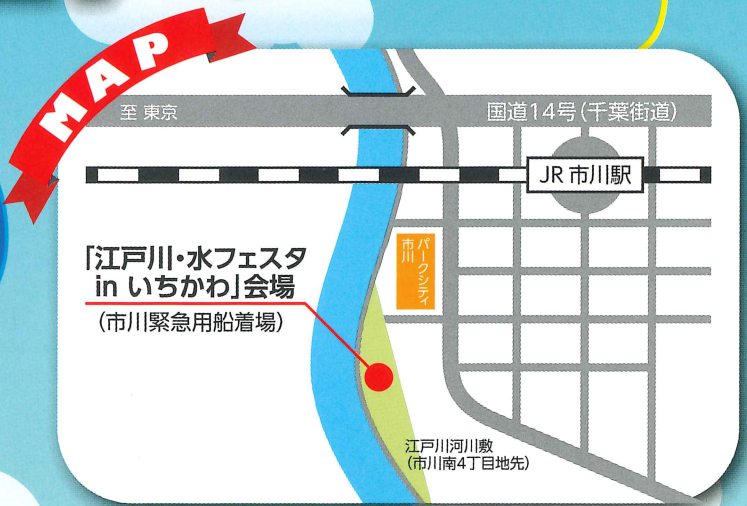 MAP
至 東京
国道14号(千葉街道)
JR 市川駅
パークシティ
市川
「江戸川・水フェスタ
in いちかわ」会場
(市川緊急用船着場)
江戸川河川敷
(市川南4丁目地先)